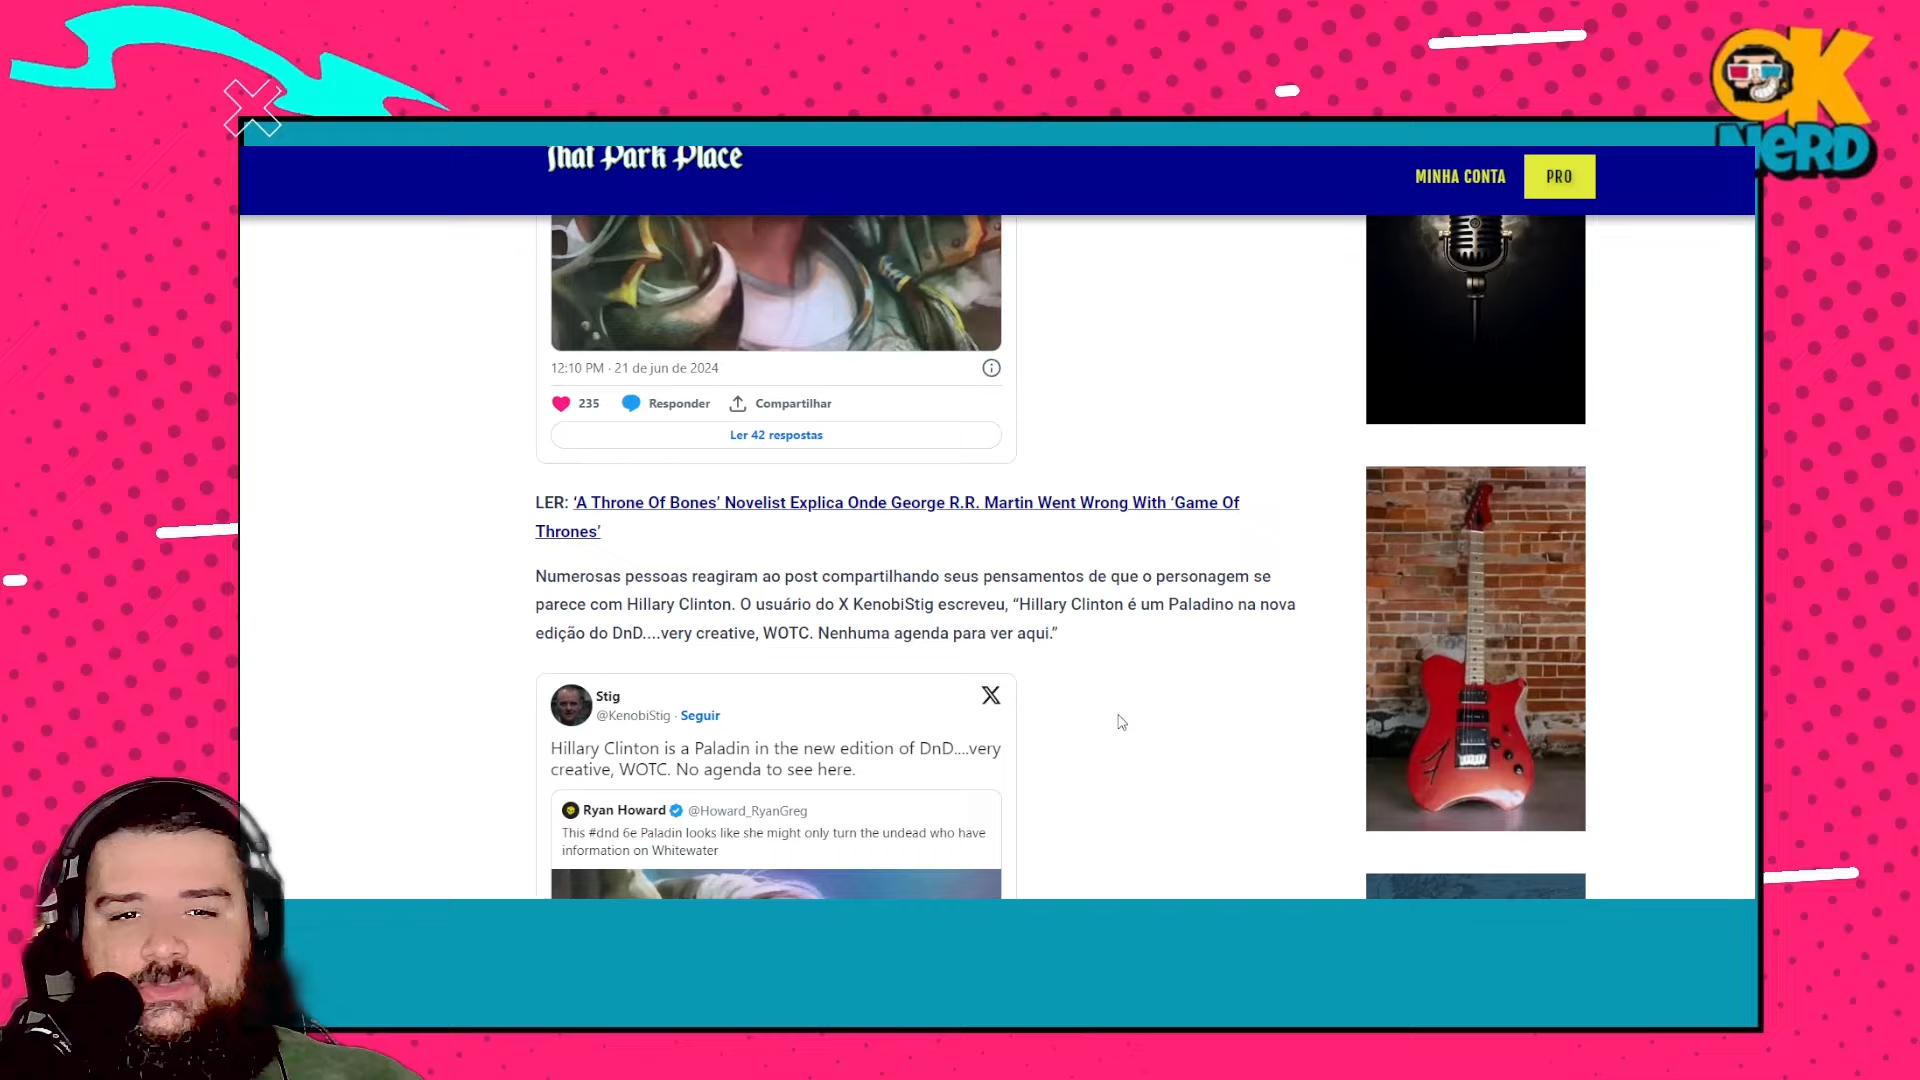 OK
NERD
That Park Place
MINHA CONTA
PRO
12:10 PM · 21 de jun de 2024
235
Responder
Compartilhar
Ler 42 respostas
LER: ‘A Throne Of Bones’ Novelist Explica Onde George R.R. Martin Went Wrong With ‘Game Of
Thrones’
Numerosas pessoas reagiram ao post compartilhando seus pensamentos de que o personagem se
parece com Hillary Clinton. O usuário do X KenobiStig escreveu, “Hillary Clinton é um Paladino na nova
edição do DnD....very creative, WOTC. Nenhuma agenda para ver aqui.”
Stig
@KenobiStig · Seguir
Hillary Clinton is a Paladin in the new edition of DnD....very
creative, WOTC. No agenda to see here.
Ryan Howard @Howard_RyanGreg
This #dnd 6e Paladin looks like she might only turn the undead who have
information on Whitewater